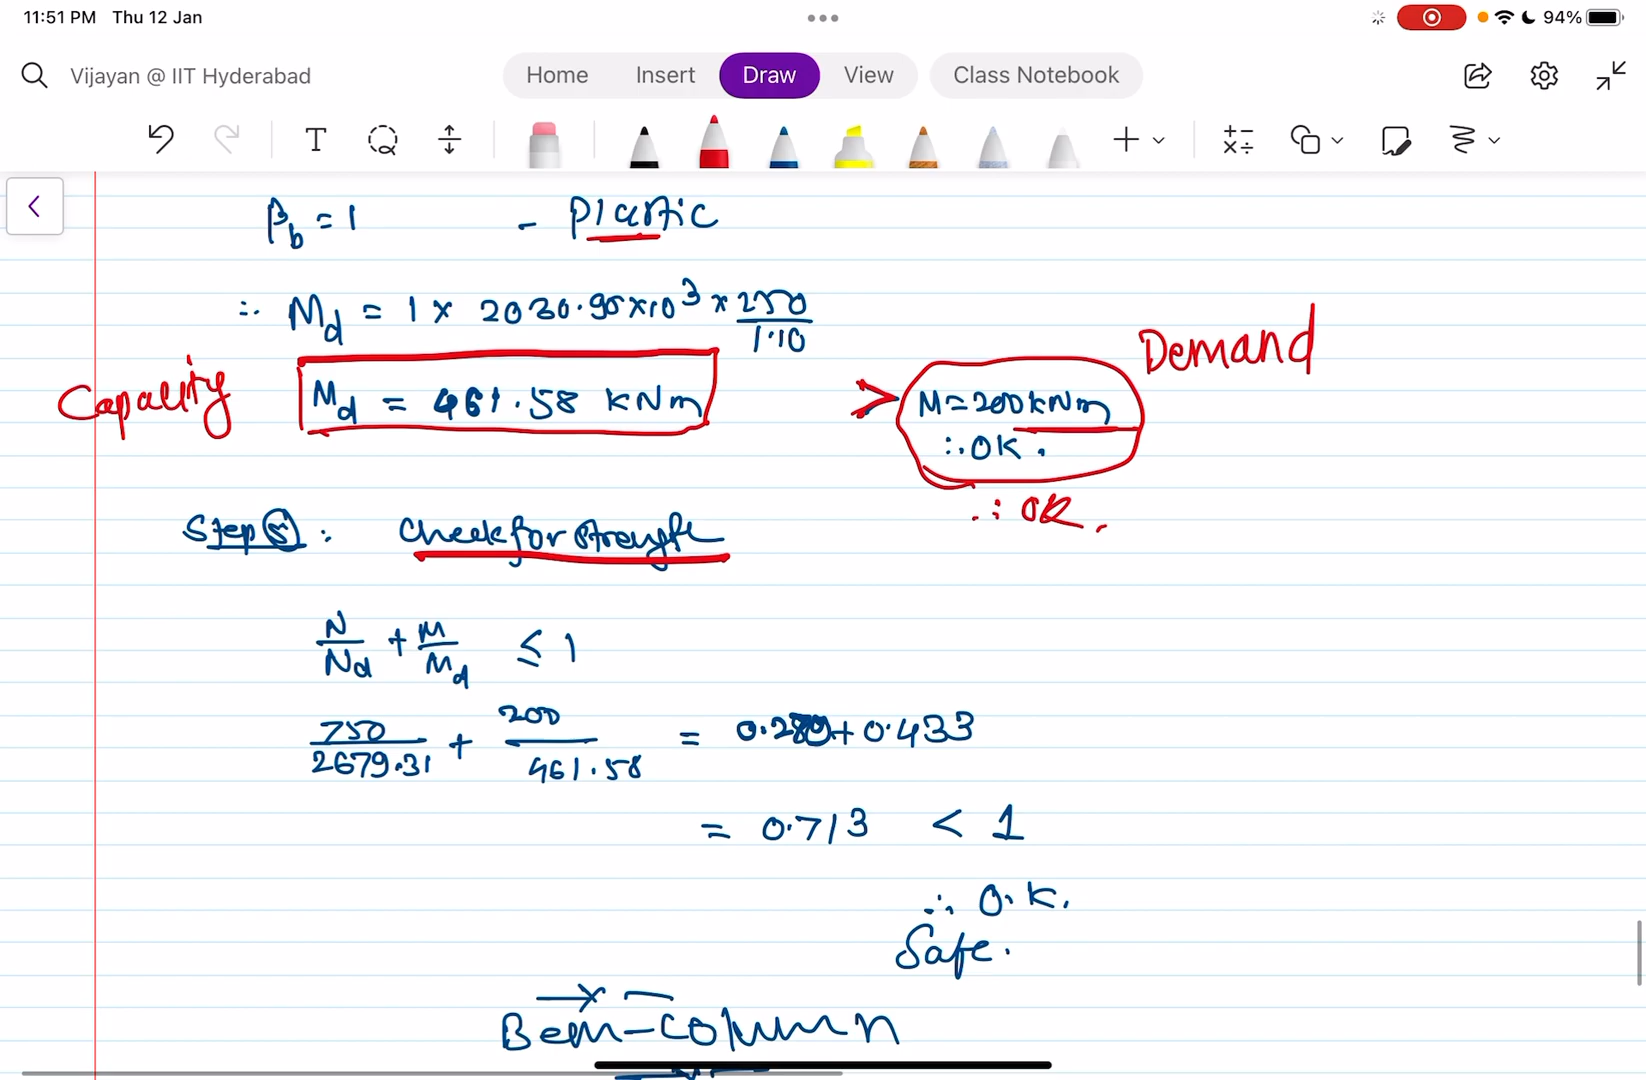 11:51 PM Thu 12 Jan
94%
Vijayan @ IIT Hyderabad
Home Insert Draw View Class Notebook
βb = 1 - Plastic
∴ Md = 1 × 2030.95×10³ × 250/1.10
Demand
Capacity Md = 461.58 kNm > M=200kNm
∴ OK.
∴ OK.
Step 5 : Check for strength
N/Nd + M/Md ≤ 1
750/2679.31 + 200/461.58 = 0.280 + 0.433
= 0.713 < 1
∴ O.K.
Safe.
Bem-column